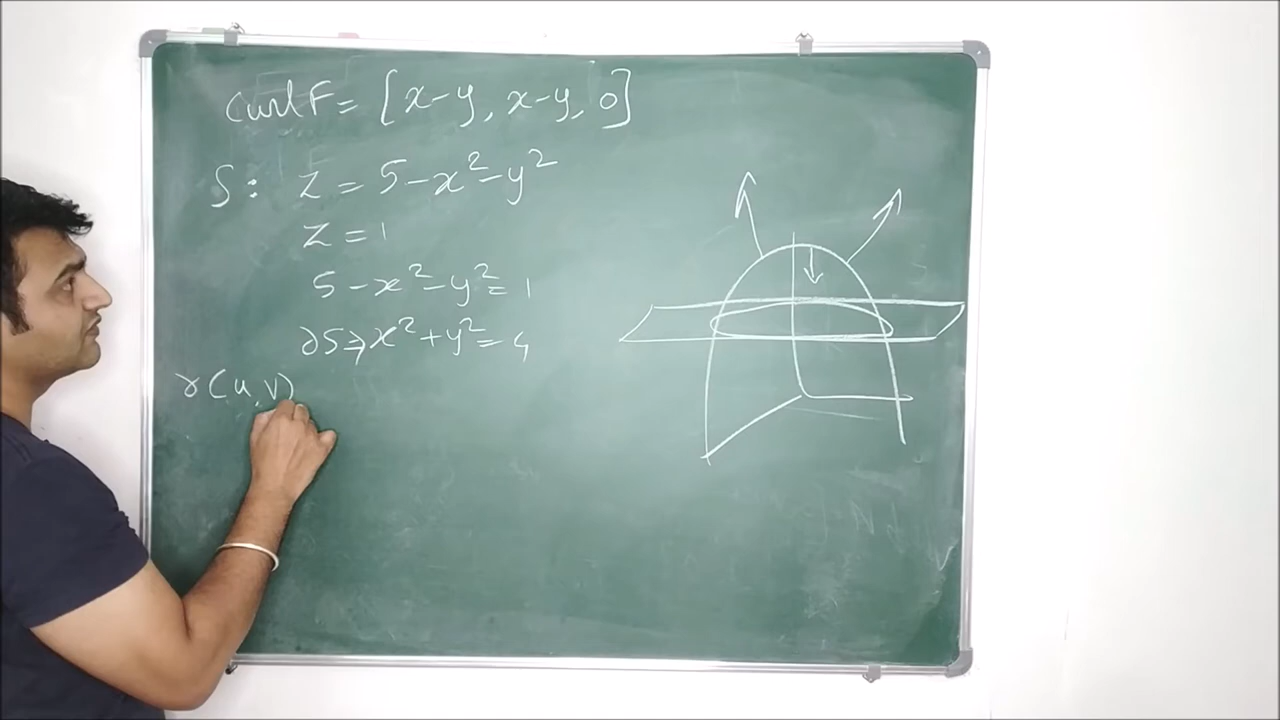 curl F = [x-y, x-y, 0]
S: z = 5-x²-y²
z = 1
5-x²-y² = 1
∂S ⇒ x²+y² = 4
r(u,v)